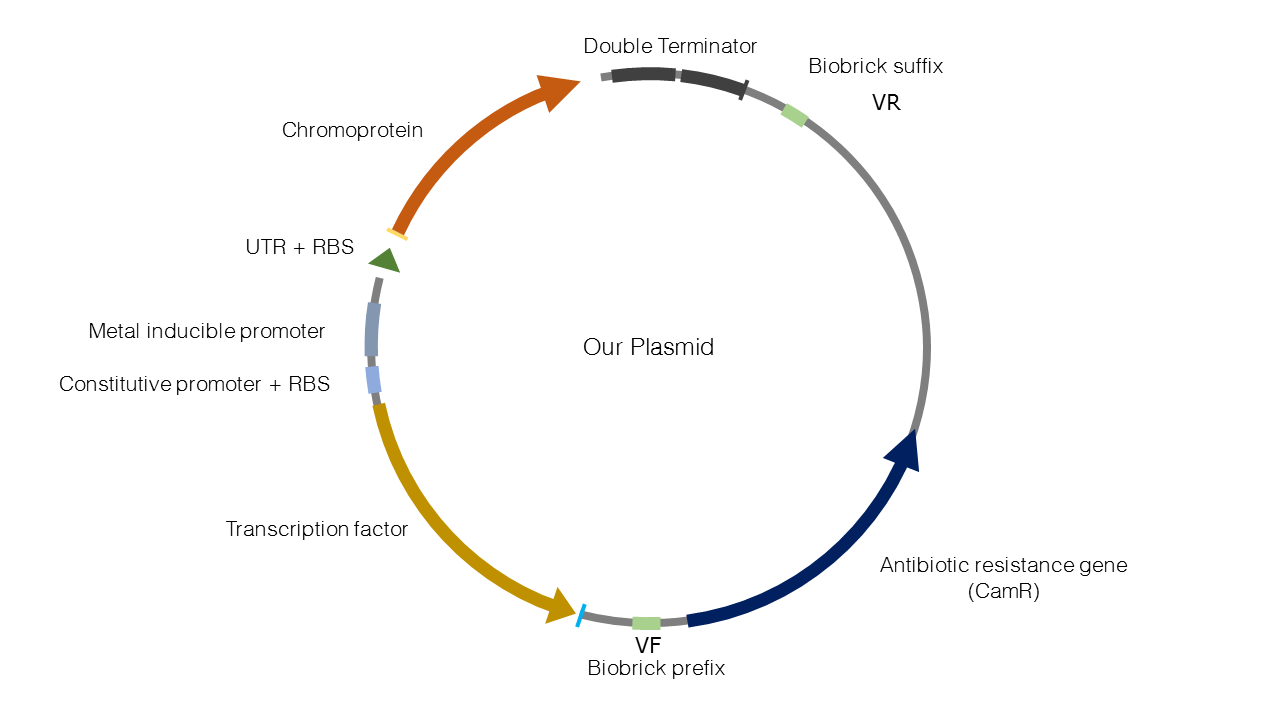 Double Terminator
Biobrick suffix
VR
Chromoprotein
UTR + RBS
Metal inducible promoter
Our Plasmid
Constitutive promoter + RBS
Transcription factor
Antibiotic resistance gene
(CamR)
VF
Biobrick prefix